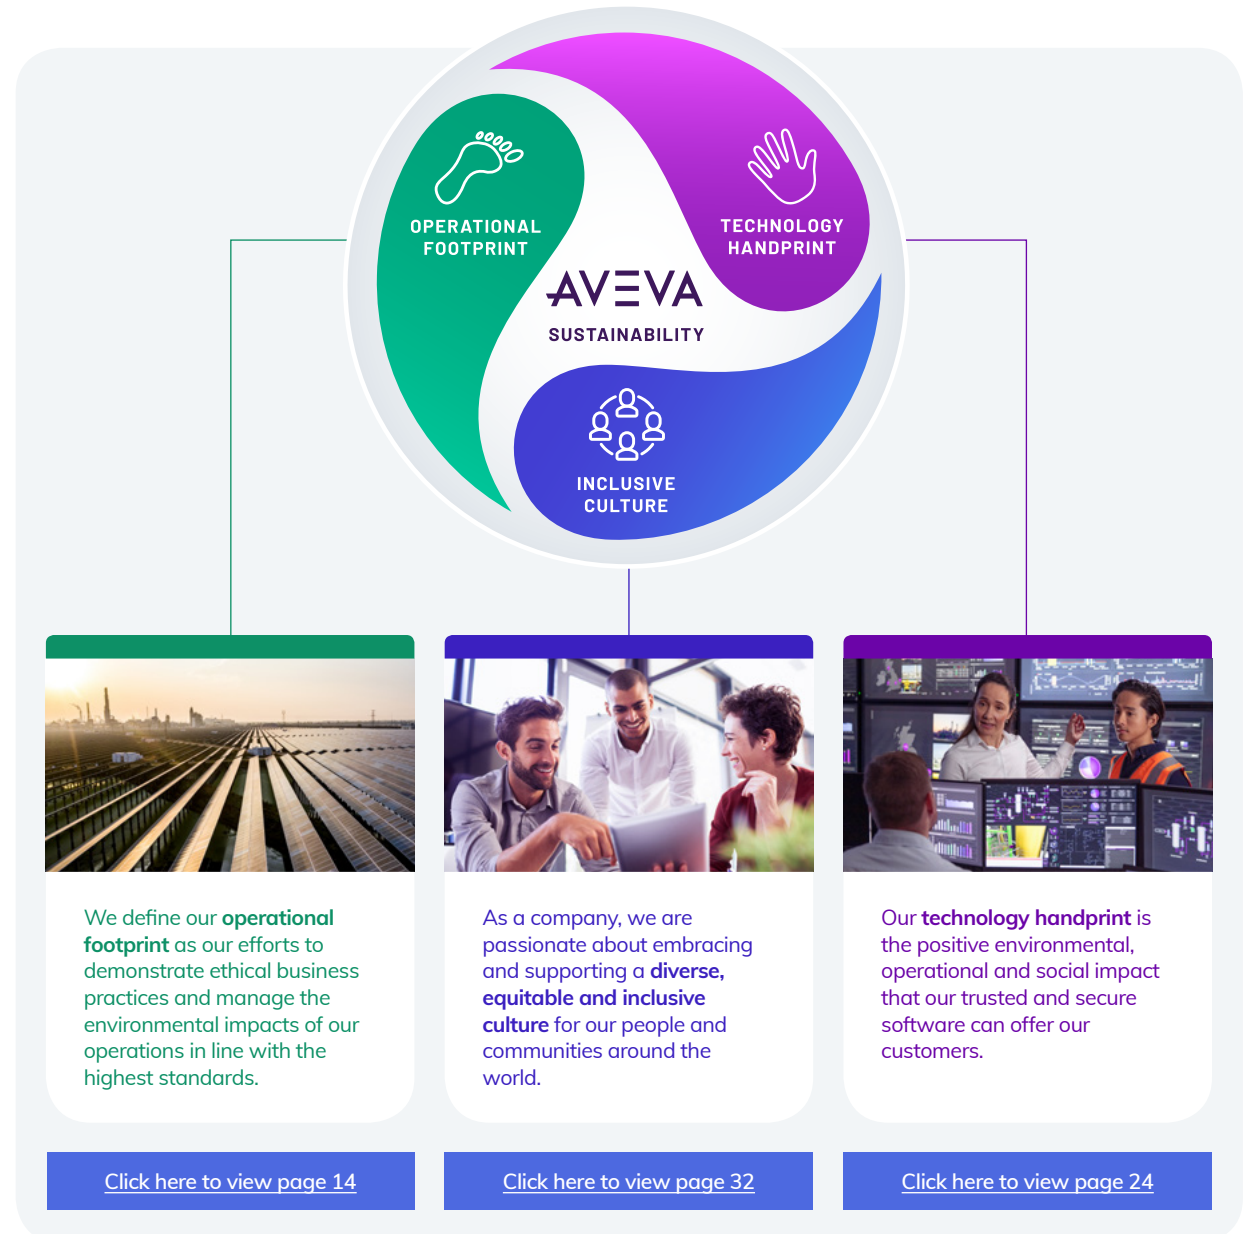 OPERATIONAL
FOOTPRINT
TECHNOLOGY
HANDPRINT
AVEVA
SUSTAINABILITY
INCLUSIVE
CULTURE
We define our operational
footprint as our efforts to
demonstrate ethical business
practices and manage the
environmental impacts of our
operations in line with the
highest standards.
As a company, we are
passionate about embracing
and supporting a diverse,
equitable and inclusive
culture for our people and
communities around the
world.
Our technology handprint is
the positive environmental,
operational and social impact
that our trusted and secure
software can offer our
customers.
Click here to view page 14
Click here to view page 32
Click here to view page 24